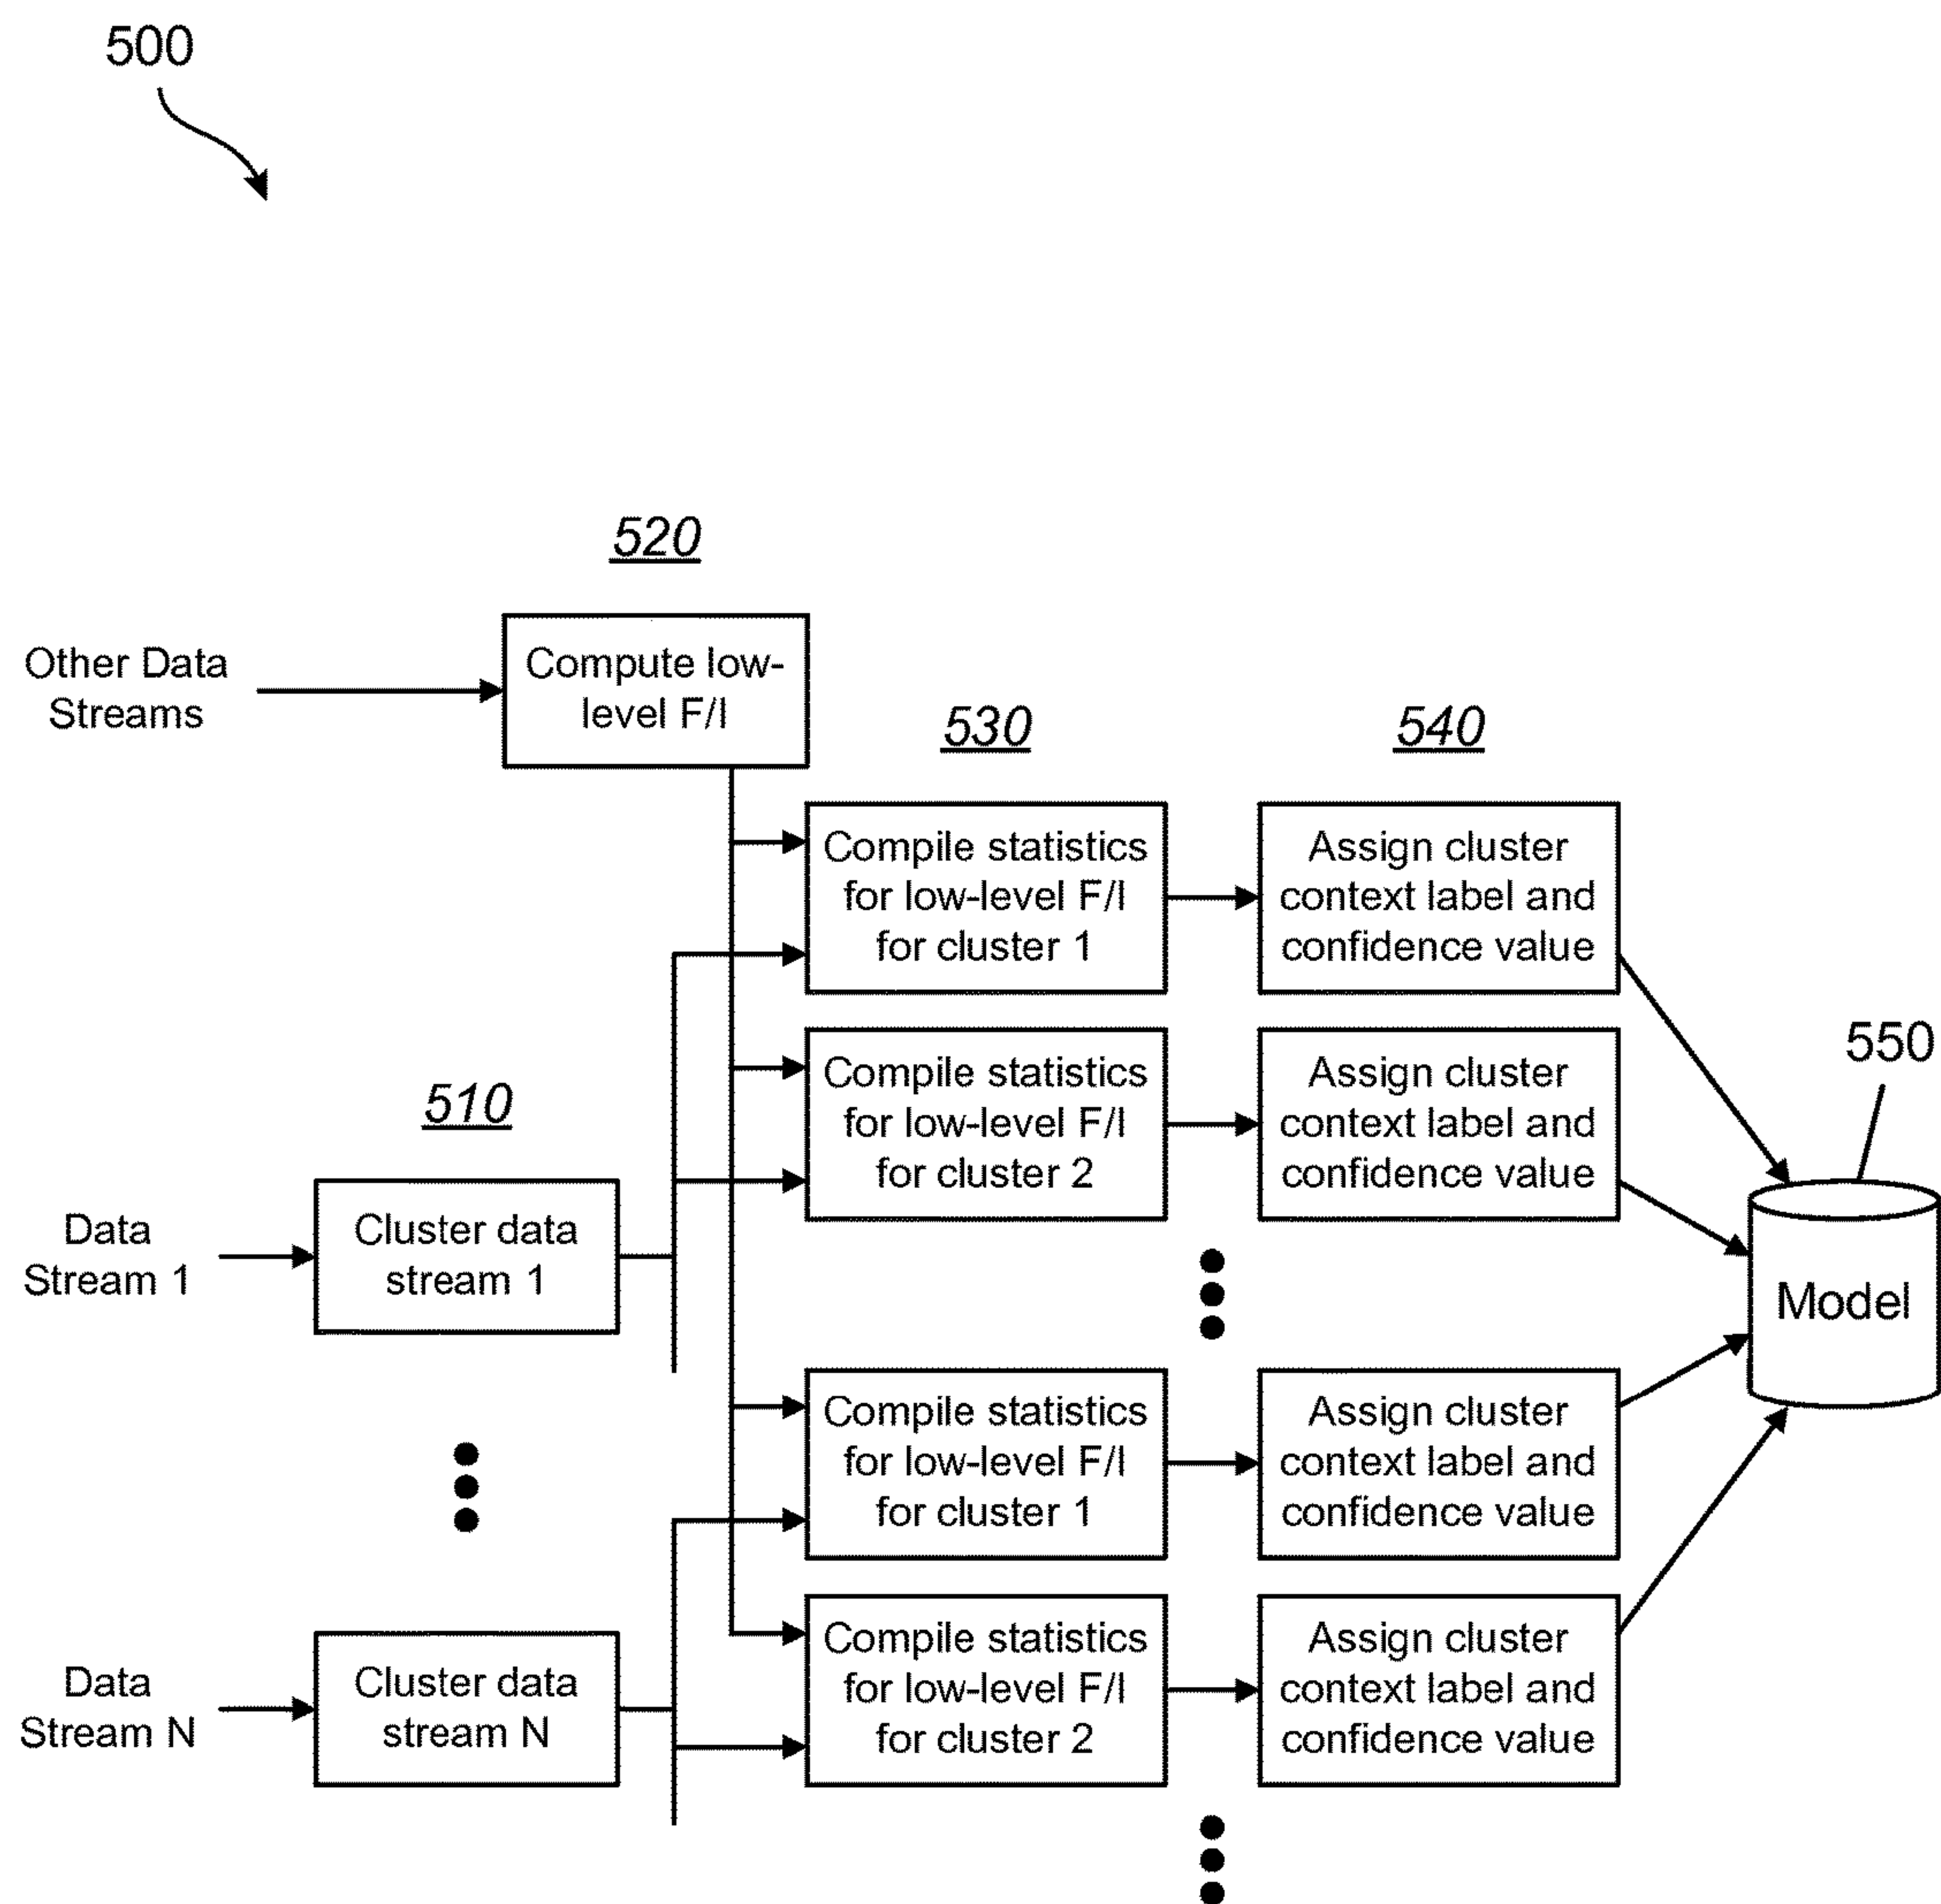 500
520
Other Data
Streams
Compute low-
level F/I
530
540
Compile statistics
for low-level F/I
for cluster 1
Assign cluster
context label and
confidence value
550
510
Compile statistics
for low-level F/I
for cluster 2
Assign cluster
context label and
confidence value
Data
Stream 1
Cluster data
stream 1
Model
Compile statistics
for low-level F/I
for cluster 1
Assign cluster
context label and
confidence value
Data
Stream N
Cluster data
stream N
Compile statistics
for low-level F/I
for cluster 2
Assign cluster
context label and
confidence value